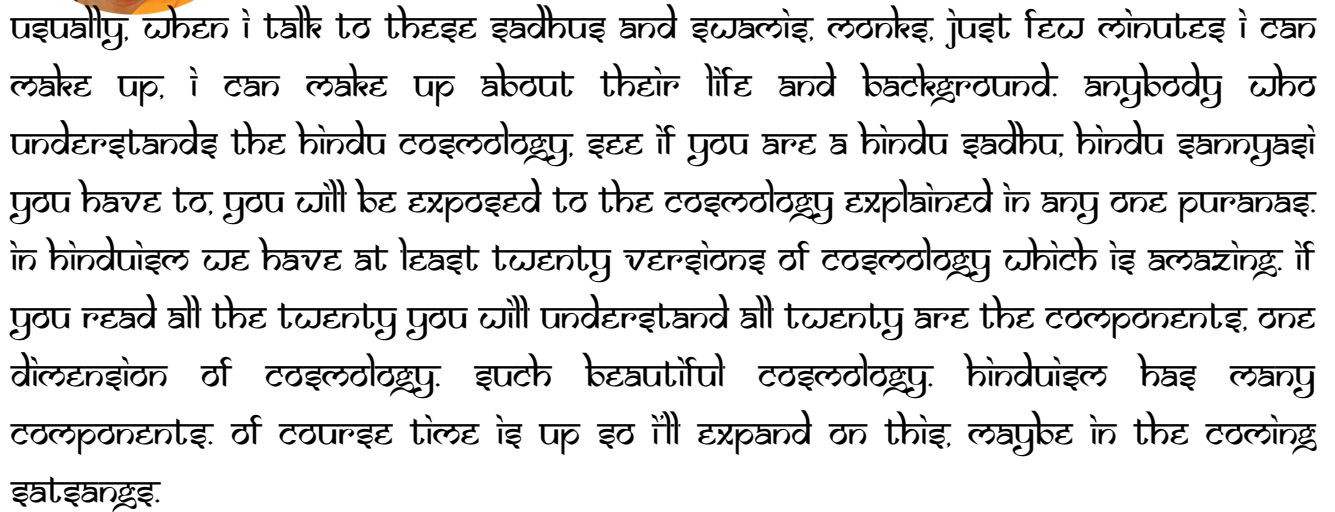 usually, when i talk to these sadhus and swamis, monks, just few minutes i can
make up, i can make up about their life and background. anybody who
understands the hindu cosmology, see if you are a hindu sadhu, hindu sannyasi
you have to, you will be exposed to the cosmology explained in any one puranas.
in hinduism we have at least twenty versions of cosmology which is amazing. if
you read all the twenty you will understand all twenty are the components, one
dimension of cosmology. such beautiful cosmology. hinduism has many
components. of course time is up so i'll expand on this, maybe in the coming
satsangs.